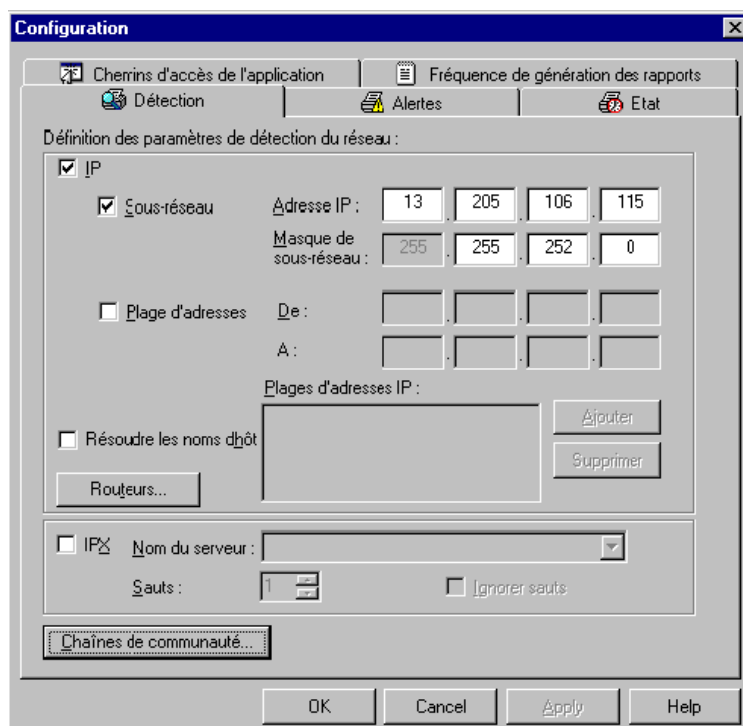 Configuration
Chemins d'accès de l'application
Fréquence de génération des rapports
Détection
Alertes
Etat
Définition des paramètres de détection du réseau :
IP
Sous-réseau
Adresse IP :
13 . 205 . 106 . 115
Masque de
sous-réseau :
255 . 255 . 252 . 0
Plage d'adresses
De :
. . .
A :
. . .
Plages d'adresses IP :
Ajouter
Résoudre les noms dhôt
Supprimer
Routeurs...
IPX
Nom du serveur :
Sauts :
1
Ignorer sauts
Chaînes de communauté...
OK
Cancel
Apply
Help